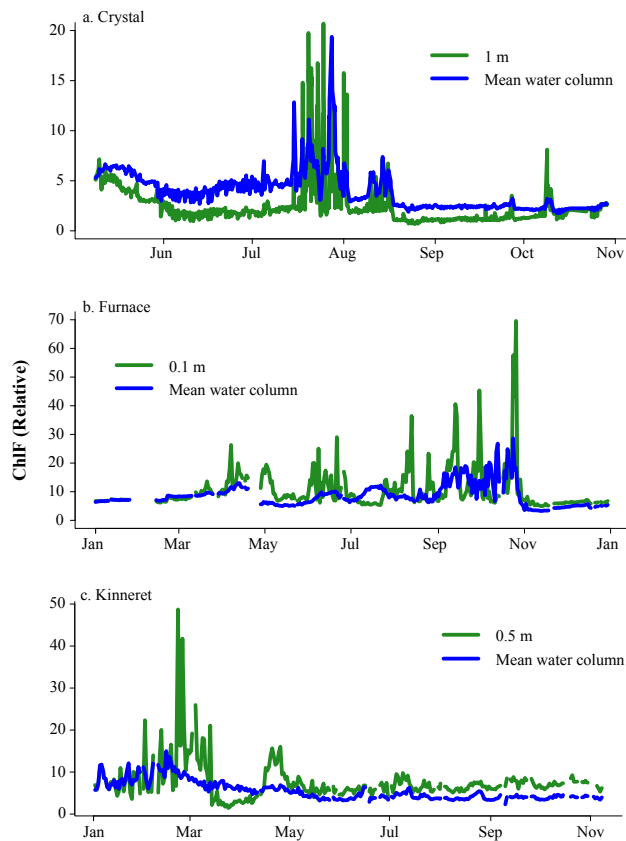 a. Crystal
20
15
10
5
0
1 m
Mean water column
Jun Jul Aug Sep Oct Nov
ChlF (Relative)
b. Furnace
70
60
50
40
30
20
10
0
0.1 m
Mean water column
Jan Mar May Jul Sep Nov Jan
c. Kinneret
50
40
30
20
10
0
0.5 m
Mean water column
Jan Mar May Jul Sep Nov